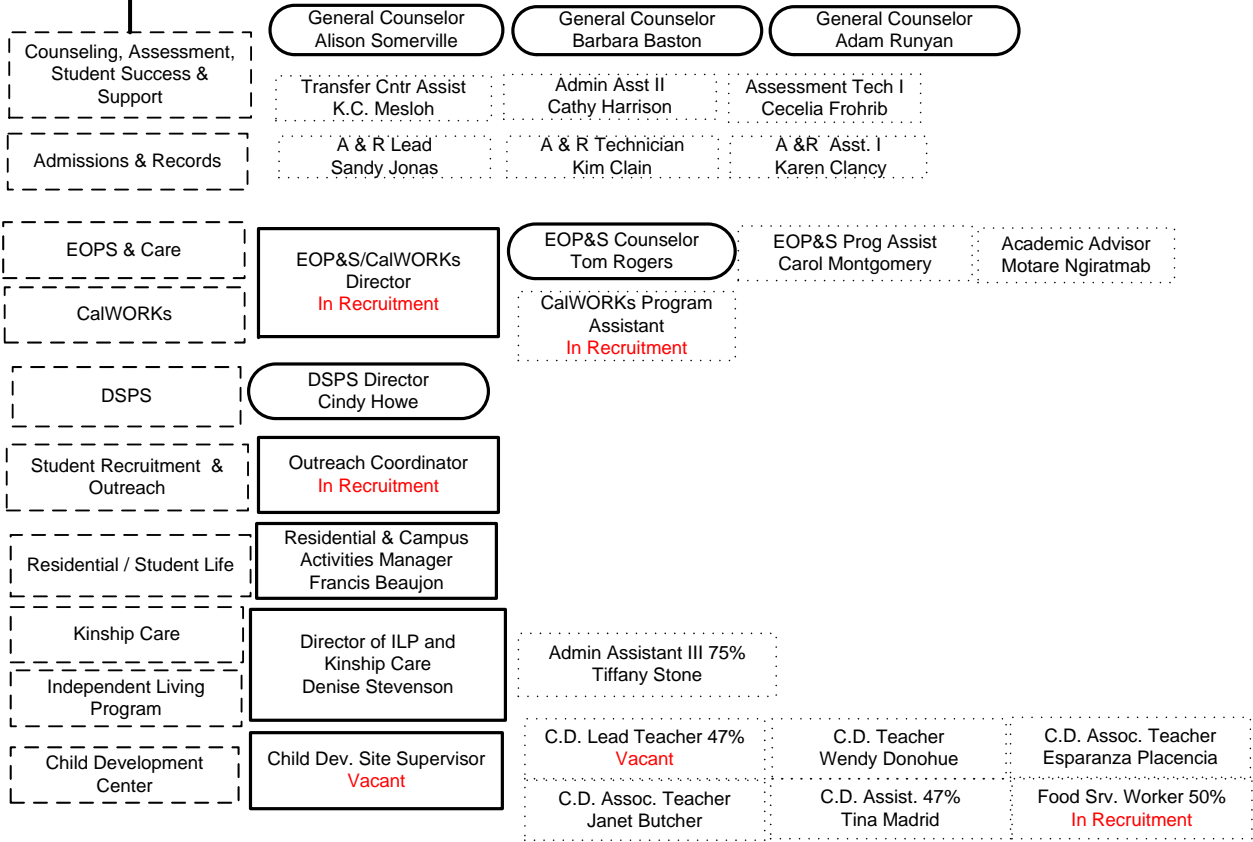 Counseling, Assessment,
Student Success &
Support
General Counselor
Alison Somerville
General Counselor
Barbara Baston
General Counselor
Adam Runyan
Transfer Cntr Assist
K.C. Mesloh
Admin Asst II
Cathy Harrison
Assessment Tech I
Cecelia Frohrib
Admissions & Records
A & R Lead
Sandy Jonas
A & R Technician
Kim Clain
A &R Asst. I
Karen Clancy
EOPS & Care
CalWORKs
EOP&S/CalWORKs
Director
In Recruitment
EOP&S Counselor
Tom Rogers
EOP&S Prog Assist
Carol Montgomery
Academic Advisor
Motare Ngiratmab
CalWORKs Program
Assistant
In Recruitment
DSPS
DSPS Director
Cindy Howe
Student Recruitment &
Outreach
Outreach Coordinator
In Recruitment
Residential / Student Life
Residential & Campus
Activities Manager
Francis Beaujon
Kinship Care
Independent Living
Program
Director of ILP and
Kinship Care
Denise Stevenson
Admin Assistant III 75%
Tiffany Stone
Child Development
Center
Child Dev. Site Supervisor
Vacant
C.D. Lead Teacher 47%
Vacant
C.D. Teacher
Wendy Donohue
C.D. Assoc. Teacher
Esparanza Placencia
C.D. Assoc. Teacher
Janet Butcher
C.D. Assist. 47%
Tina Madrid
Food Srv. Worker 50%
In Recruitment